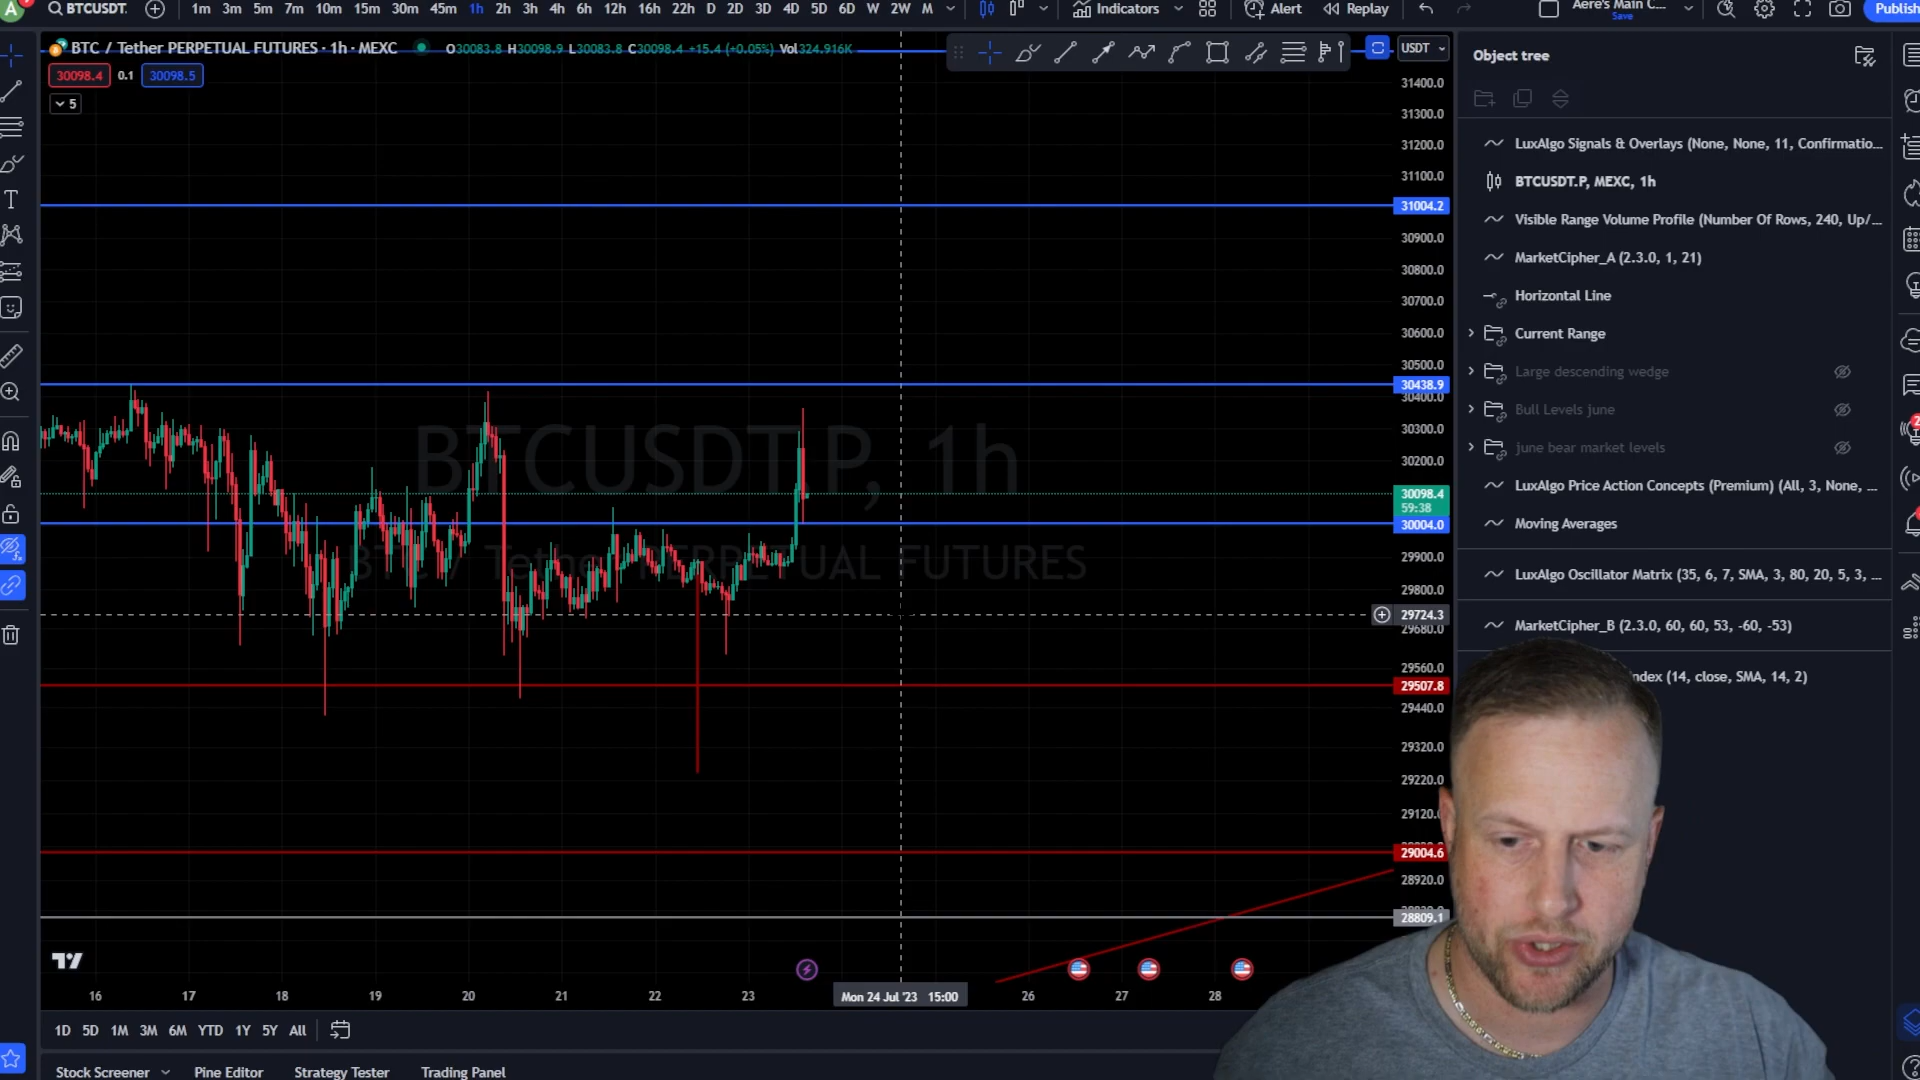 A BTCUSDT. 1m 3m 5m 7m 10m 15m 30m 45m 1h 2h 3h 4h 6h 12h 16h 22h D 2D 3D 4D 5D 6D W 2W M Indicators Alert Replay Aere's Main C... Save Publish
BTC / Tether PERPETUAL FUTURES · 1h · MEXC O30083.8 H30098.9 L30083.8 C30098.4 +15.4 (+0.05%) Vol324.916K
USDT
30098.4 0.1 30098.5
5
BTCUSDT.P, 1h
BTC / Tether PERPETUAL FUTURES
31400.0
31300.0
31200.0
31100.0
31004.2
30900.0
30800.0
30700.0
30600.0
30500.0
30438.9
30400.0
30300.0
30200.0
30098.4
59:38
30004.0
29900.0
29800.0
29724.3
29680.0
29560.0
29507.8
29440.0
29320.0
29220.0
29120.0
29004.6
28920.0
28809.1
16 17 18 19 20 21 22 23 Mon 24 Jul '23 15:00 26 27 28
1D 5D 1M 3M 6M YTD 1Y 5Y All
Stock Screener Pine Editor Strategy Tester Trading Panel
Object tree
LuxAlgo Signals & Overlays (None, None, 11, Confirmatio...
BTCUSDT.P, MEXC, 1h
Visible Range Volume Profile (Number Of Rows, 240, Up/...
MarketCipher_A (2.3.0, 1, 21)
Horizontal Line
Current Range
Large descending wedge
Bull Levels june
june bear market levels
LuxAlgo Price Action Concepts (Premium) (All, 3, None, ...
Moving Averages
LuxAlgo Oscillator Matrix (35, 6, 7, SMA, 3, 80, 20, 5, 3, ...
MarketCipher_B (2.3.0, 60, 60, 53, -60, -53)
ndex (14, close, SMA, 14, 2)